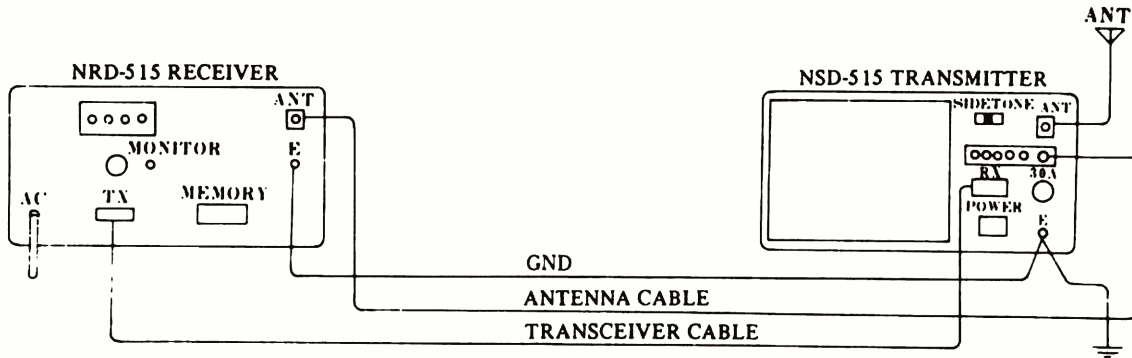 ANT
NRD-515 RECEIVER
NSD-515 TRANSMITTER
ANT
MONITOR
E
AC
TX
MEMORY
SIDETONE
ANT
RX
30A
POWER
E
GND
ANTENNA CABLE
TRANSCEIVER CABLE